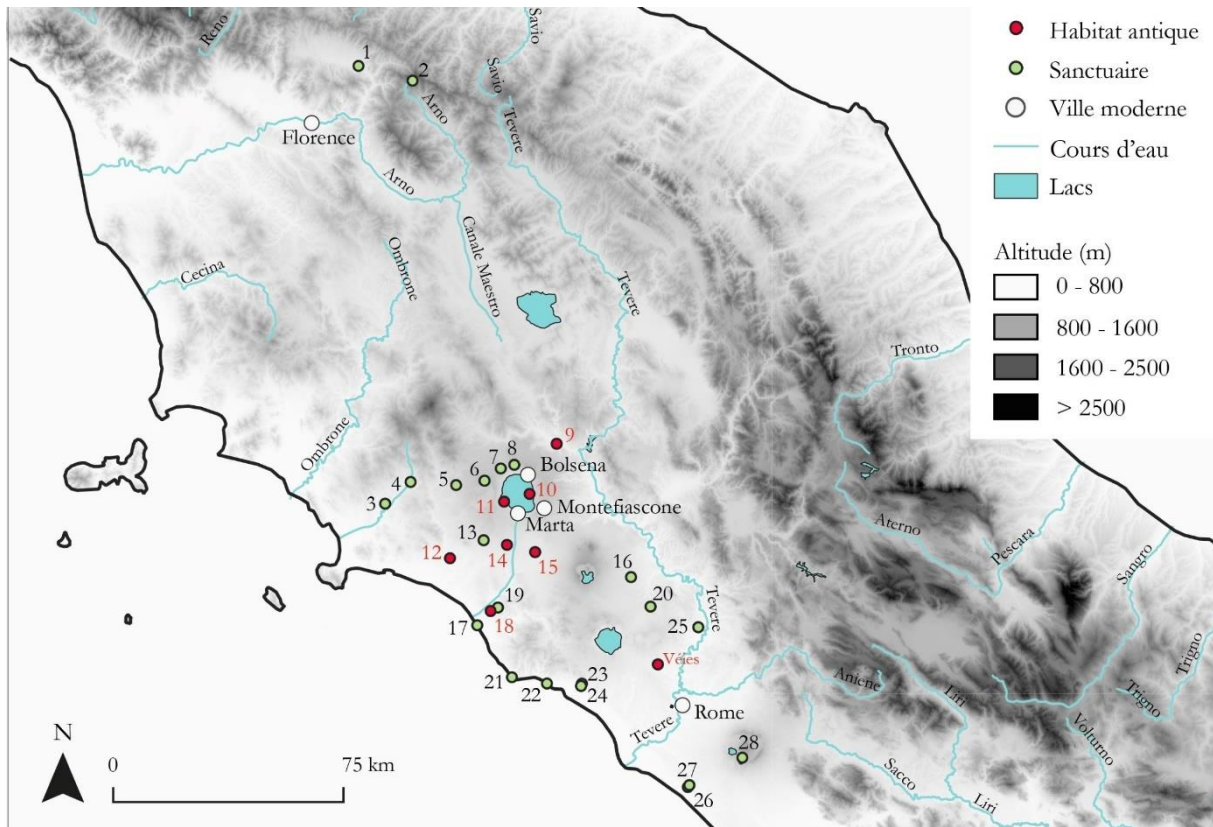 Habitat antique
Sanctuaire
Ville moderne
Cours d'eau
Lacs
Altitude (m)
0 - 800
800 - 1600
1600 - 2500
> 2500
Reno
1
2
Savio
Savio
Tevere
Arno
Florence
Arno
Canale Maestro
Ombrone
Cecina
Tevere
Tronto
Ombrone
9
8
7
6
5
4
3
Bolsena
10
11
Montefiascone
Marta
Aterno
Pescara
Sangro
13
14
12
15
16
19
20
Tevere
18
17
25
Trigno
Véies
21
22
23
24
Aniene
Liri
Trigno
Rome
Tevere
Volturno
28
Sacco
Liri
27
26
N
0
75 km